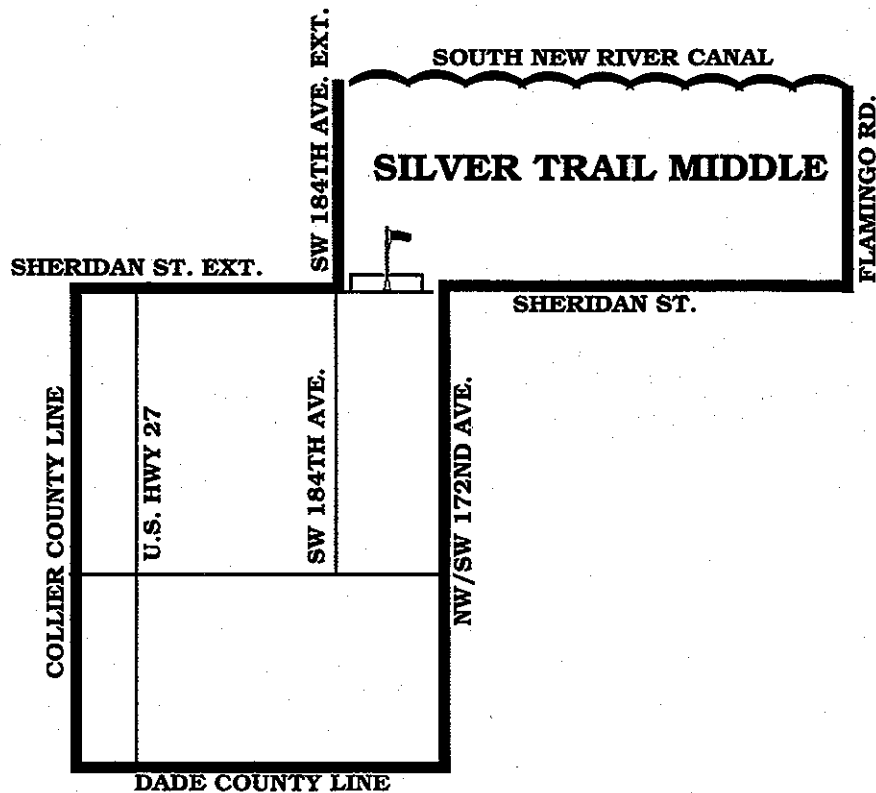 SOUTH NEW RIVER CANAL
SW 184TH AVE. EXT.
FLAMINGO RD.
SILVER TRAIL MIDDLE
SHERIDAN ST. EXT.
SHERIDAN ST.
COLLIER COUNTY LINE
U.S. HWY 27
SW 184TH AVE.
NW/SW 172ND AVE.
DADE COUNTY LINE